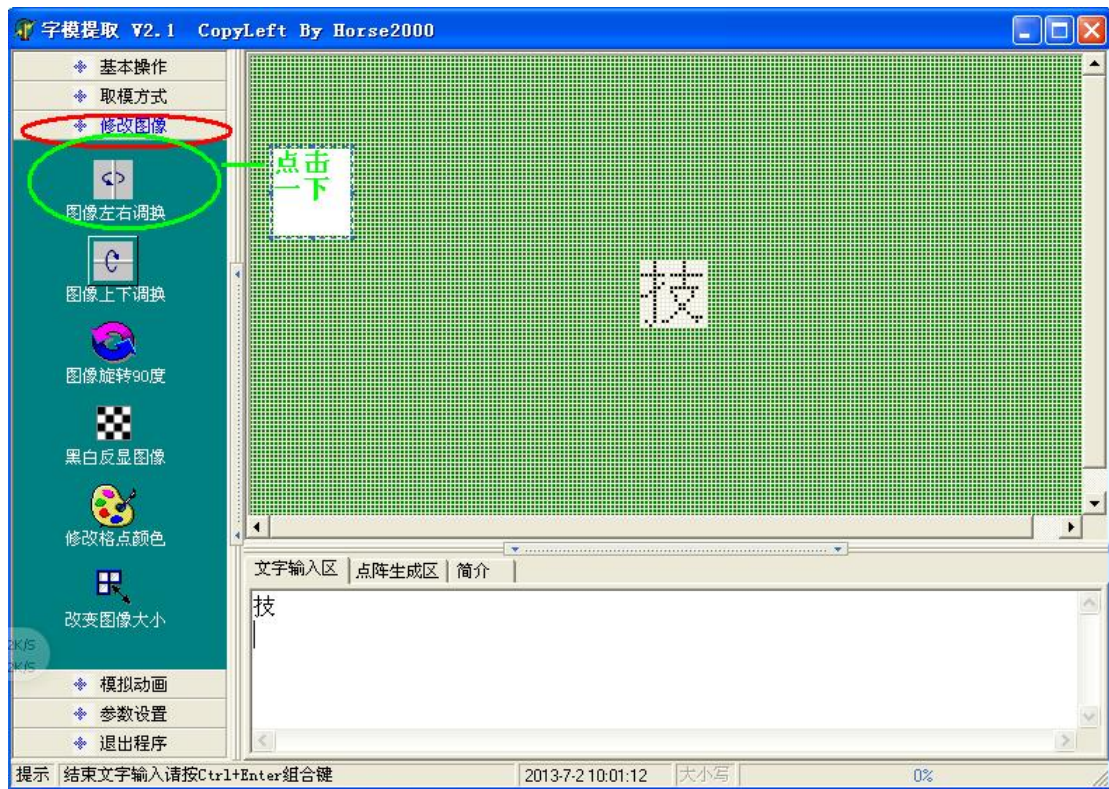 字模提取 V2.1 CopyLeft By Horse2000
基本操作
取模方式
修改图像
图像左右调换
图像上下调换
图像旋转90度
黑白反显图像
修改格点颜色
改变图像大小
模拟动画
参数设置
退出程序
点击
一下
技
文字输入区 点阵生成区 简介
技
2K/S
2K/S
提示 结束文字输入请按Ctrl+Enter组合键 2013-7-2 10:01:12 大小写 0%